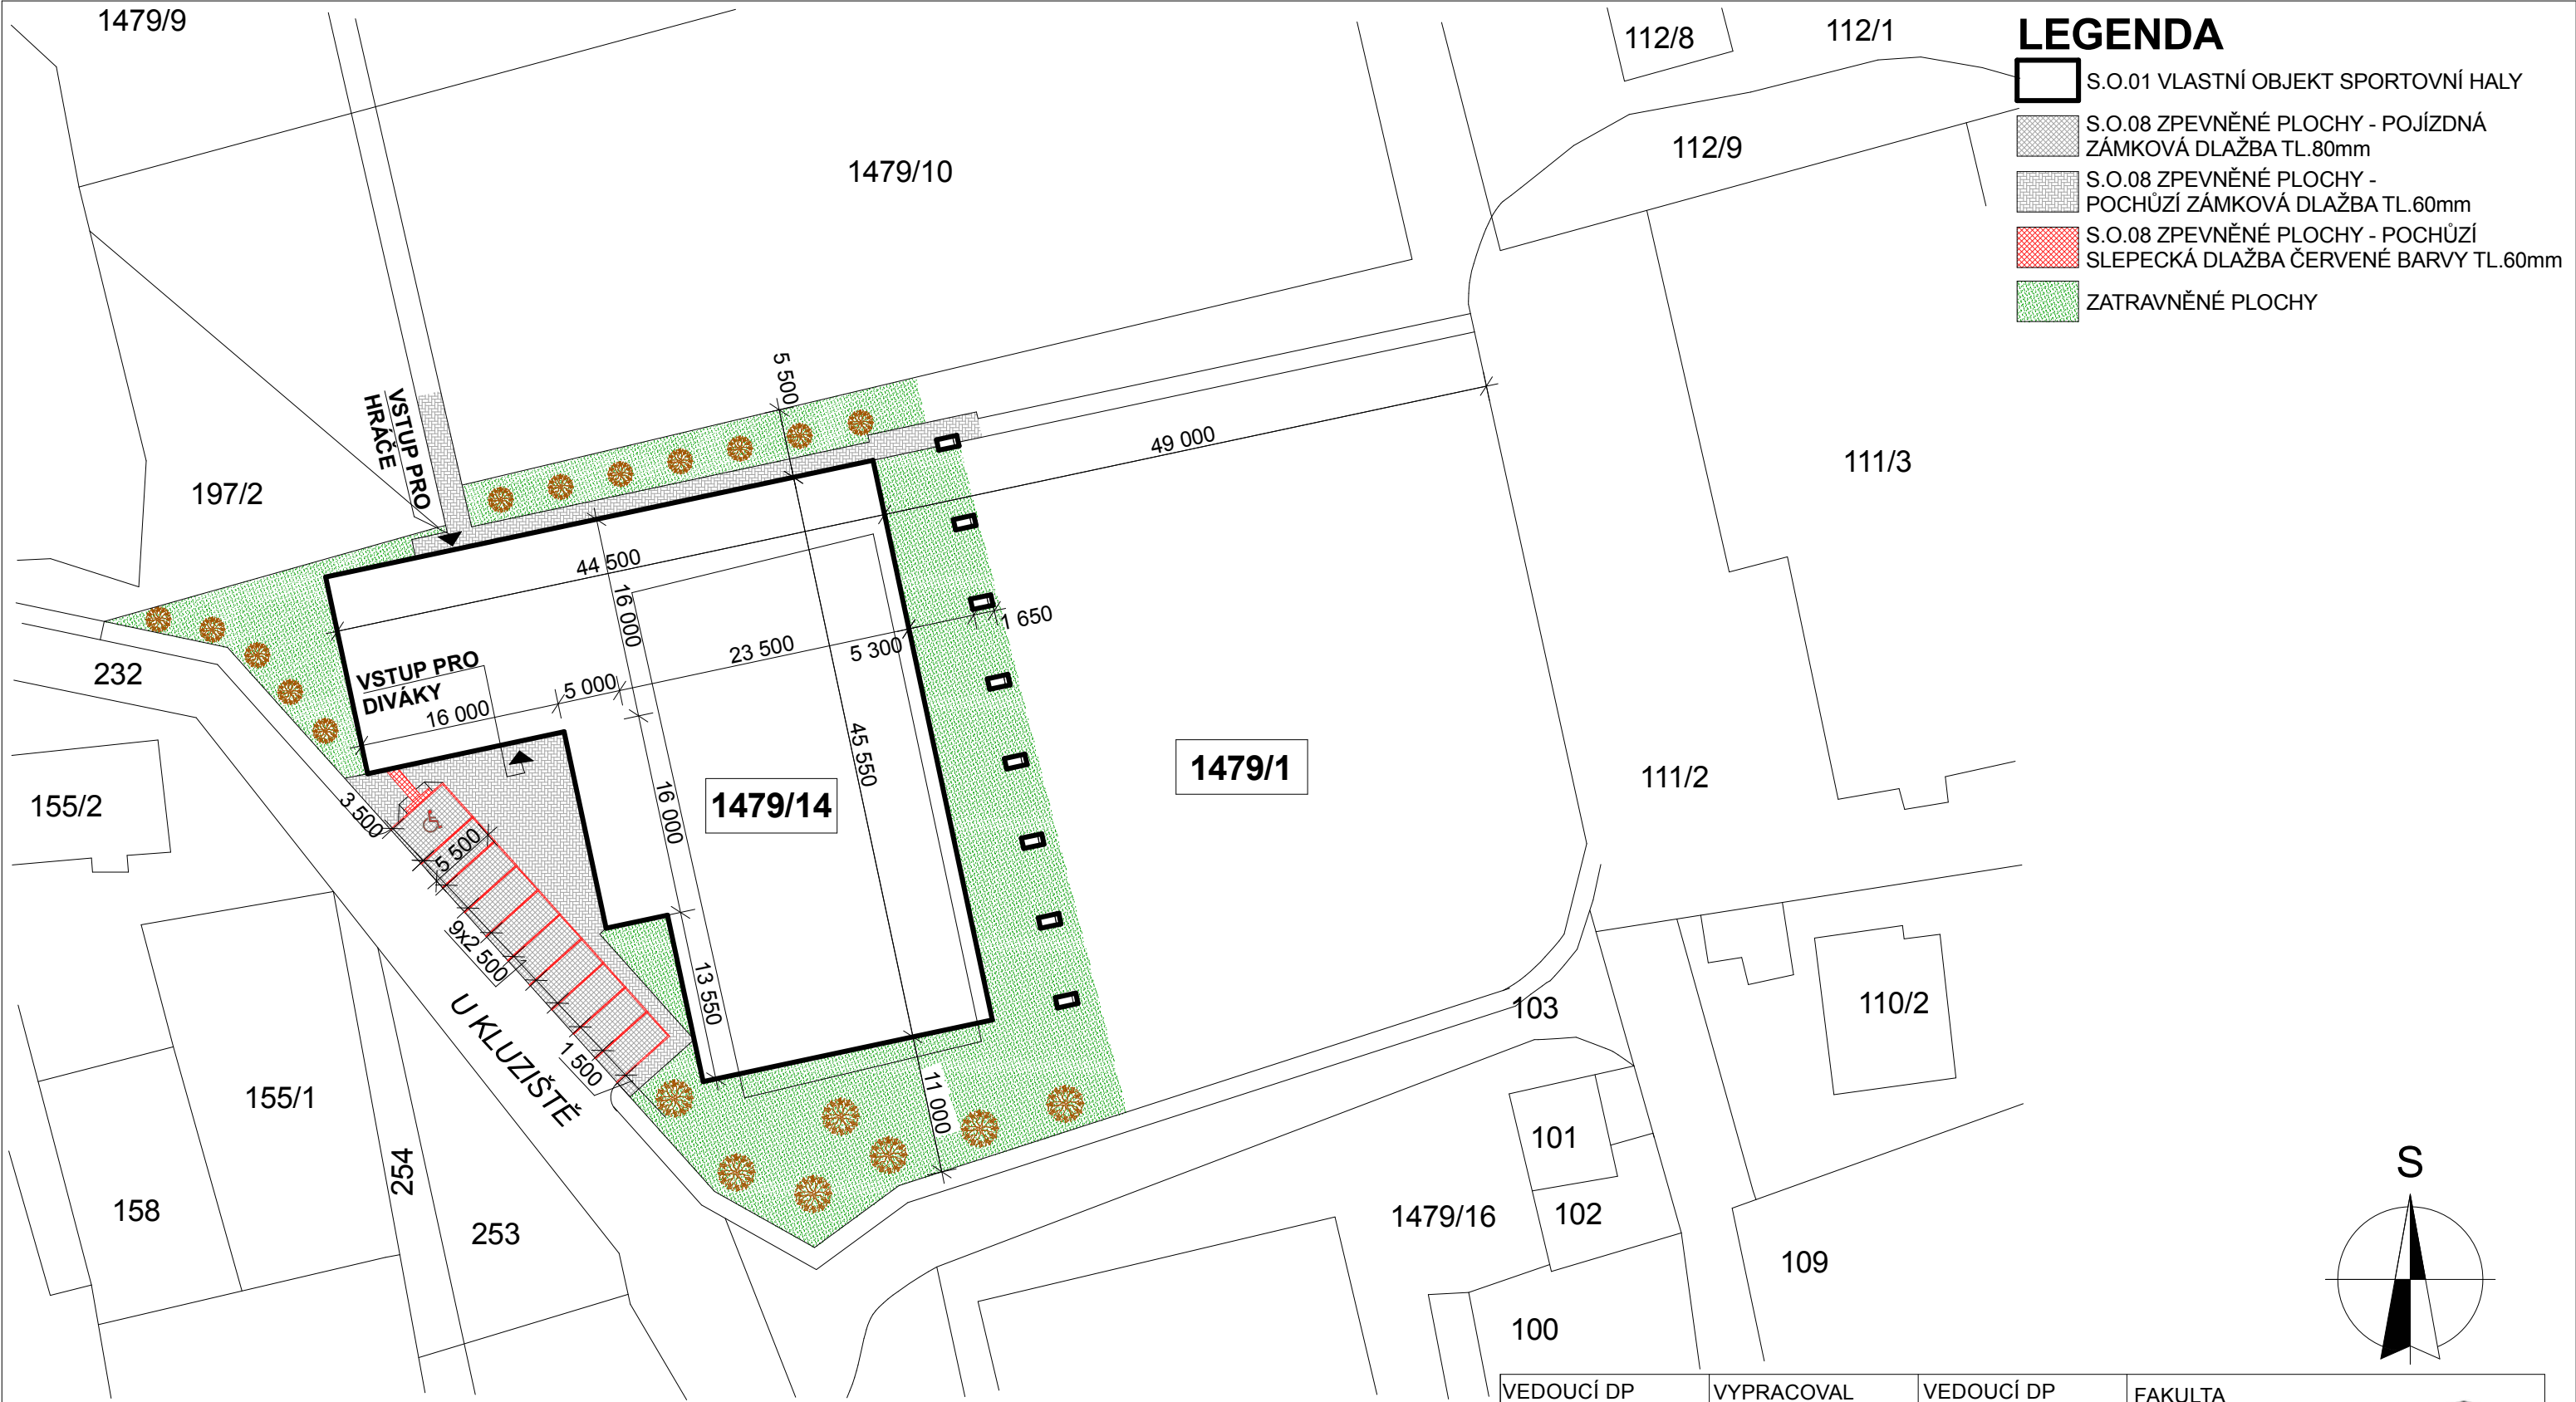 1479/9
112/8
112/1
LEGENDA
S.O.01 VLASTNÍ OBJEKT SPORTOVNÍ HALY
S.O.08 ZPEVNĚNÉ PLOCHY - POJÍZDNÁ
ZÁMKOVÁ DLAŽBA TL.80mm
S.O.08 ZPEVNĚNÉ PLOCHY -
POCHŮZÍ ZÁMKOVÁ DLAŽBA TL.60mm
S.O.08 ZPEVNĚNÉ PLOCHY - POCHŮZÍ
SLEPECKÁ DLAŽBA ČERVENÉ BARVY TL.60mm
ZATRAVNĚNÉ PLOCHY
112/9
1479/10
5 500
VSTUP PRO
HRÁČE
49 000
111/3
197/2
44 500
16 000
1 650
23 500
5 300
232
VSTUP PRO
DIVÁKY
5 000
16 000
45 550
1479/1
111/2
155/2
3 500
16 000
1479/14
5 500
9x2 500
13 550
U KLUZIŠTĚ
103
110/2
1 500
155/1
11 000
101
254
S
158
253
1479/16
102
109
100
VEDOUCÍ DP
VYPRACOVAL
VEDOUCÍ DP
FAKULTA